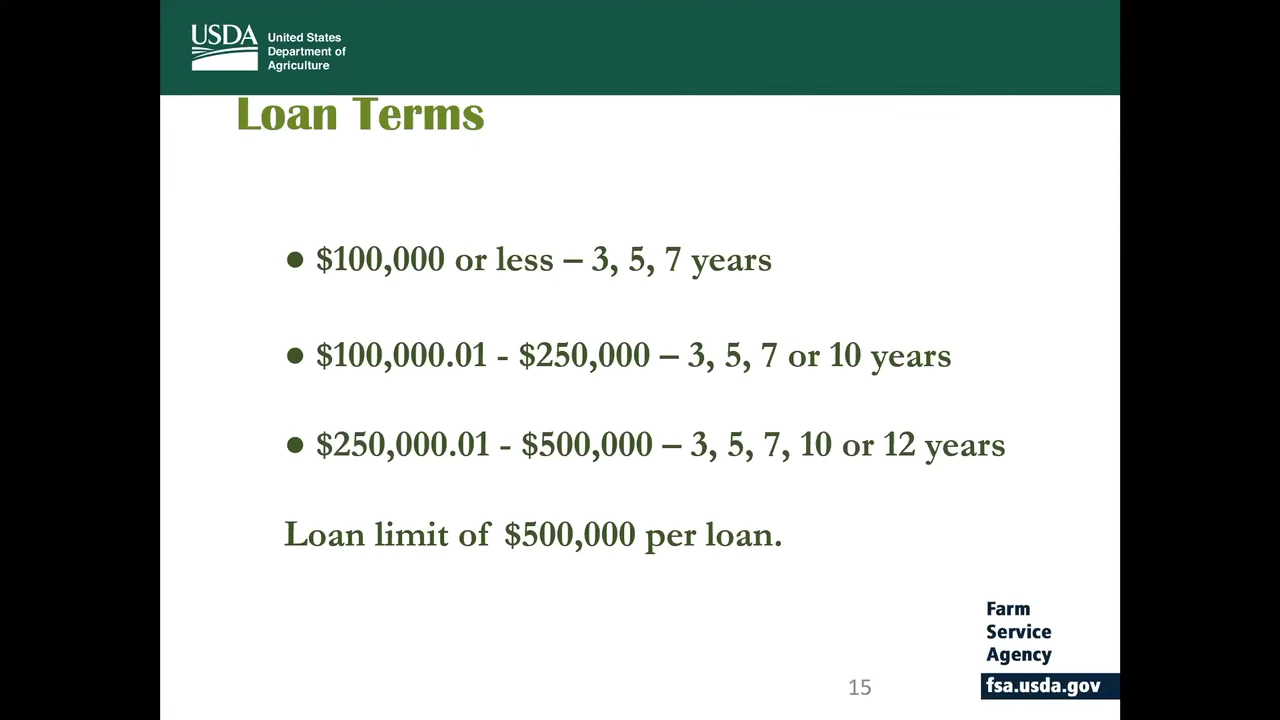 USDA
United States
Department of
Agriculture
Loan Terms
● $100,000 or less – 3, 5, 7 years
● $100,000.01 - $250,000 – 3, 5, 7 or 10 years
● $250,000.01 - $500,000 – 3, 5, 7, 10 or 12 years
Loan limit of $500,000 per loan.
Farm
Service
Agency
fsa.usda.gov
15